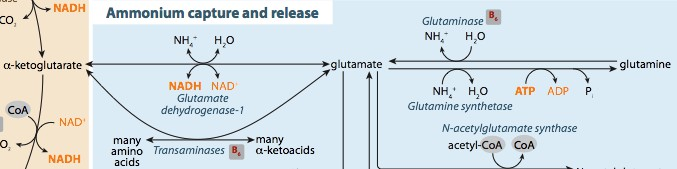 NADH
CO₂
Ammonium capture and release
Glutaminase B₆
NH₄⁺ H₂O
NH₄⁺ H₂O
α-ketoglutarate
glutamate
glutamine
NADH NAD⁺
Glutamate
dehydrogenase-1
NH₄⁺ H₂O ATP ADP Pᵢ
Glutamine synthetase
CoA
NAD⁺
NADH
many
amino
acids
Transaminases B₆
many
α-ketoacids
N-acetylglutamate synthase
acetyl-CoA CoA